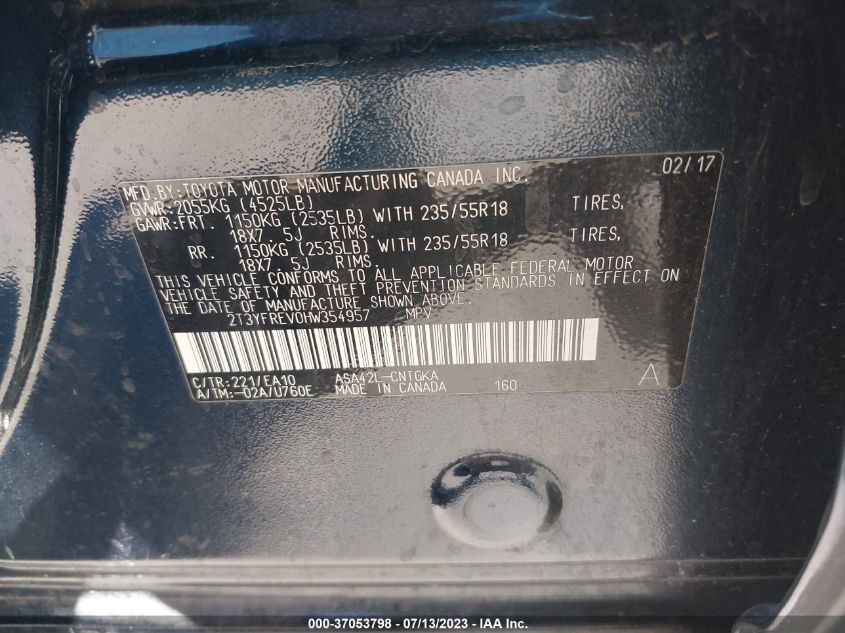 02/17
MFD.BY:TOYOTA MOTOR MANUFACTURING CANADA INC.
GVWR:2055KG (4525LB)
GAWR:FRT. 1150KG (2535LB) WITH 235/55R18 TIRES,
18X7 5J RIMS.
RR. 1150KG (2535LB) WITH 235/55R18 TIRES,
18X7 5J RIMS.
THIS VEHICLE CONFORMS TO ALL APPLICABLE FEDERAL MOTOR
VEHICLE SAFETY AND THEFT PREVENTION STANDARDS IN EFFECT ON
THE DATE OF MANUFACTURE SHOWN ABOVE.
2T3YFREV0HW354957 MPV
C/TR:221/EA10 ASA42L-CNTGKA
A/TM:-02A/U760E MADE IN CANADA 160 A
000-37053798 - 07/13/2023 - IAA Inc.